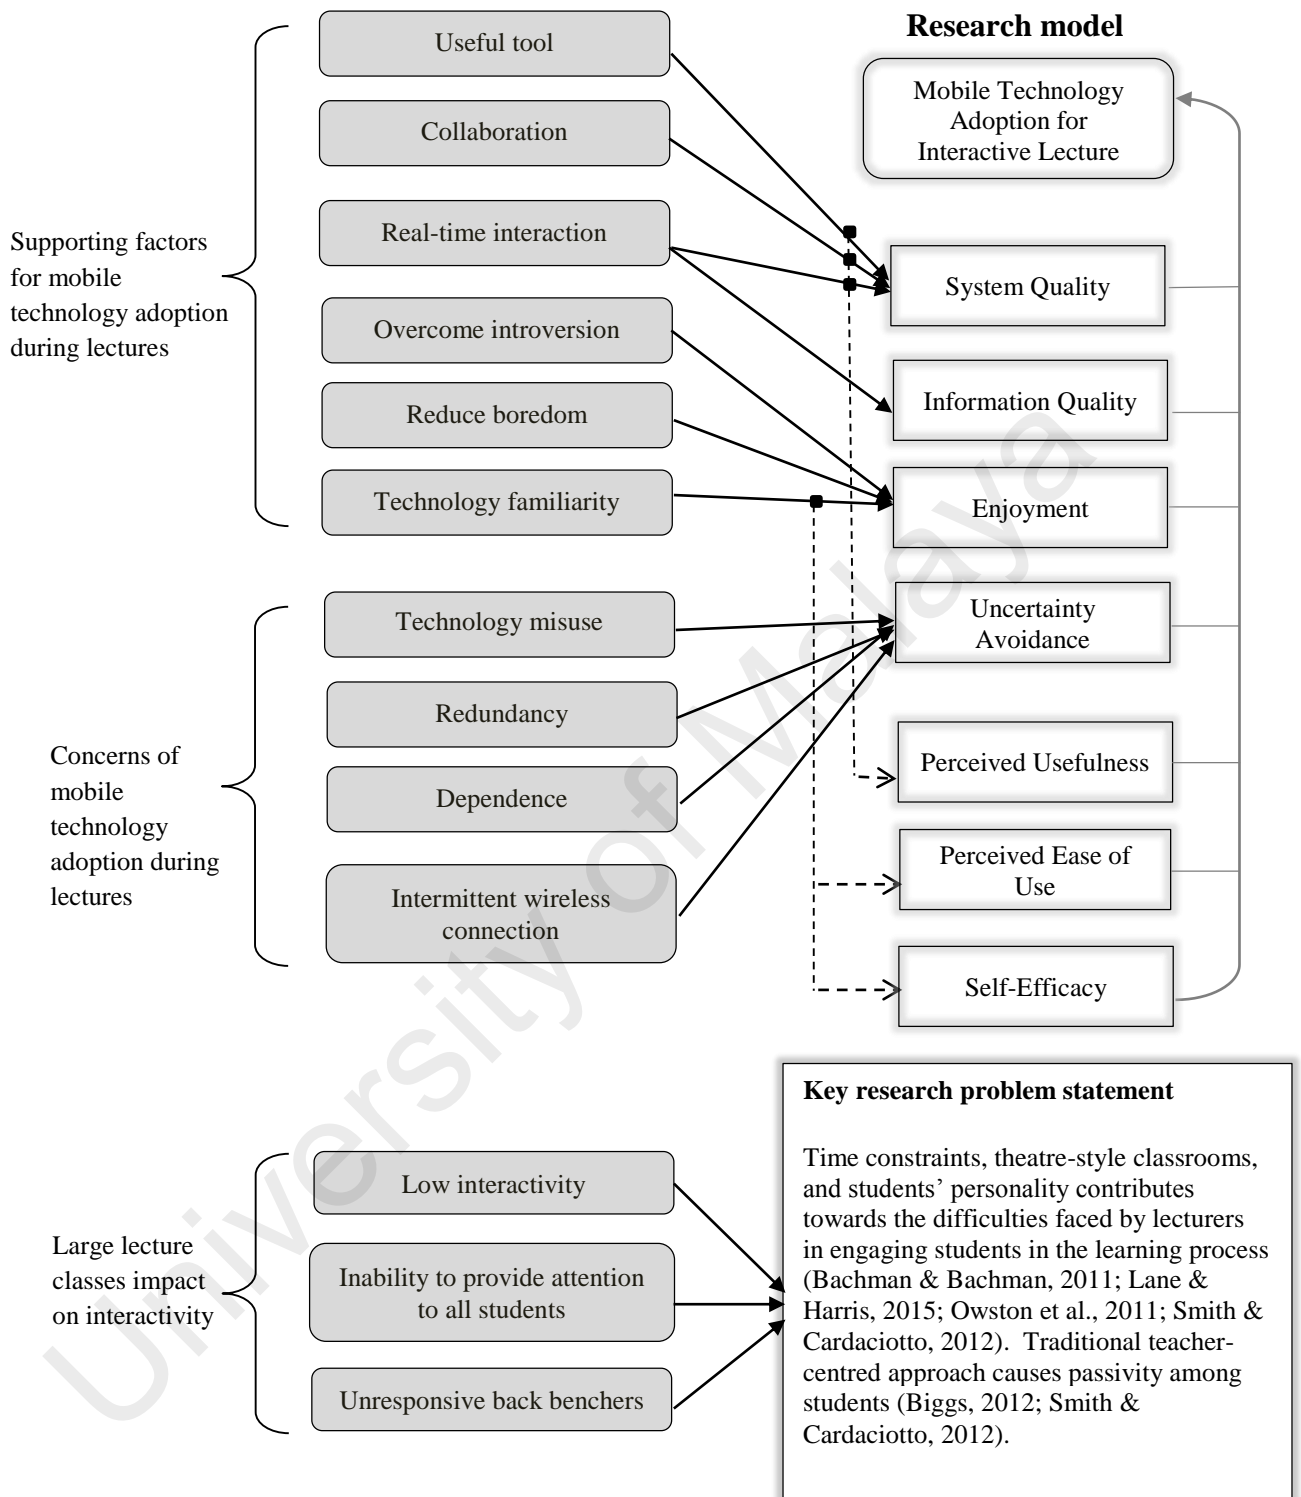 Research model
Useful tool
Collaboration
Real-time interaction
Overcome introversion
Reduce boredom
Technology familiarity
Supporting factors
for mobile
technology adoption
during lectures
Mobile Technology
Adoption for
Interactive Lecture
System Quality
Information Quality
Enjoyment
Uncertainty
Avoidance
Perceived Usefulness
Perceived Ease of
Use
Self-Efficacy
Technology misuse
Redundancy
Dependence
Intermittent wireless
connection
Concerns of
mobile
technology
adoption during
lectures
Large lecture
classes impact
on interactivity
Low interactivity
Inability to provide attention
to all students
Unresponsive back benchers
Key research problem statement
Time constraints, theatre-style classrooms,
and students’ personality contributes
towards the difficulties faced by lecturers
in engaging students in the learning process
(Bachman & Bachman, 2011; Lane &
Harris, 2015; Owston et al., 2011; Smith &
Cardaciotto, 2012).  Traditional teacher-
centred approach causes passivity among
students (Biggs, 2012; Smith &
Cardaciotto, 2012).
University of Malaya